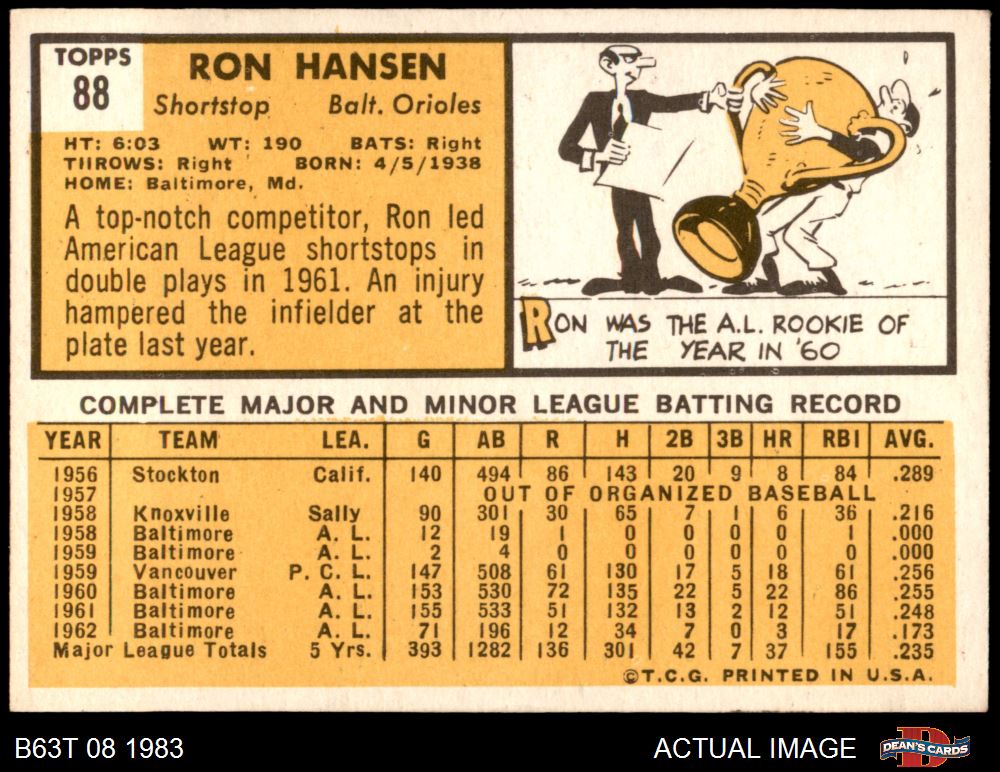 TOPPS
88
RON HANSEN
Shortstop Balt. Orioles
HT: 6:03 WT: 190 BATS: Right
THROWS: Right BORN: 4/5/1938
HOME: Baltimore, Md.
A top-notch competitor, Ron led
American League shortstops in
double plays in 1961. An injury
hampered the infielder at the
plate last year.
RON WAS THE A.L. ROOKIE OF
THE YEAR IN '60
COMPLETE MAJOR AND MINOR LEAGUE BATTING RECORD
YEAR TEAM LEA. G AB R H 2B 3B HR RBI AVG.
1956 Stockton Calif. 140 494 86 143 20 9 8 84 .289
1957 OUT OF ORGANIZED BASEBALL
1958 Knoxville Sally 90 301 30 65 7 1 6 36 .216
1958 Baltimore A. L. 12 19 1 0 0 0 0 1 .000
1959 Baltimore A. L. 2 4 0 0 0 0 0 0 .000
1959 Vancouver P. C. L. 147 508 61 130 17 5 18 61 .256
1960 Baltimore A. L. 153 530 72 135 22 5 22 86 .255
1961 Baltimore A. L. 155 533 51 132 13 2 12 51 .248
1962 Baltimore A. L. 71 196 12 34 7 0 3 17 .173
Major League Totals 5 Yrs. 393 1282 136 301 42 7 37 155 .235
©T.C.G. PRINTED IN U.S.A.
B63T 08 1983 ACTUAL IMAGE
D
DEAN'S CARDS